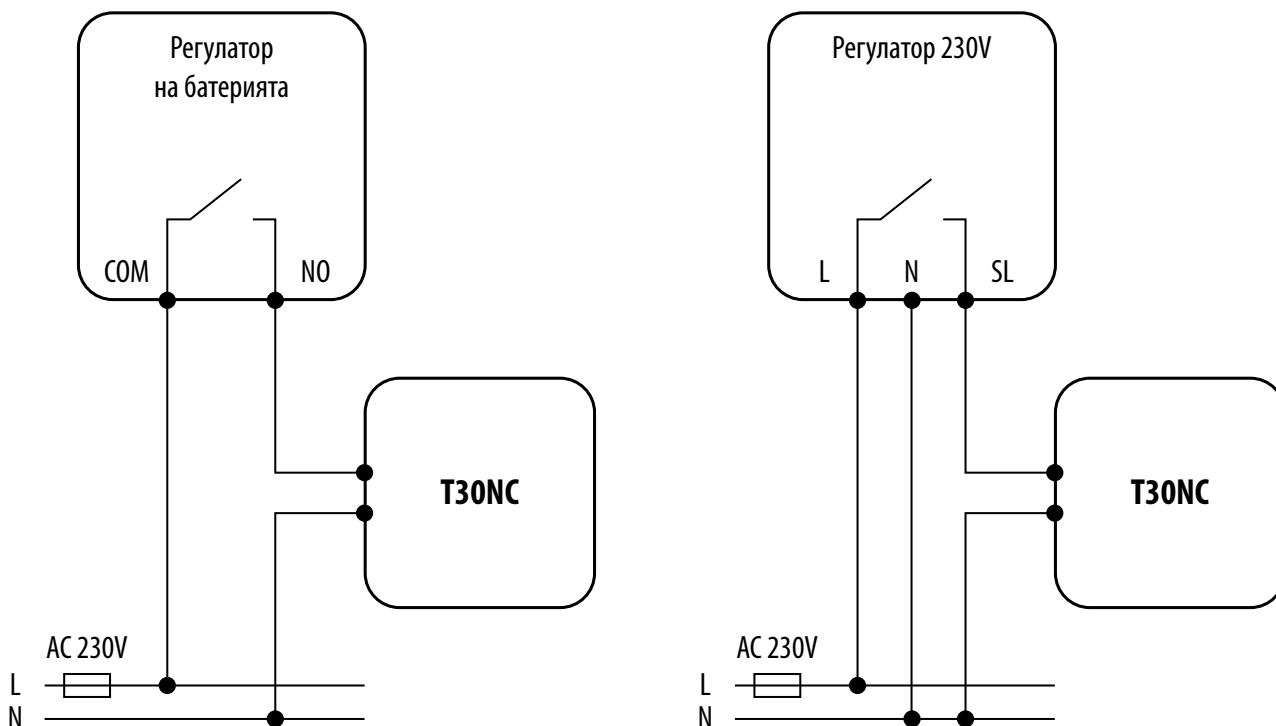 Регулатор
на батерията
COM NO
T30NC
AC 230V
L
N
Регулатор 230V
L N SL
T30NC
AC 230V
L
N